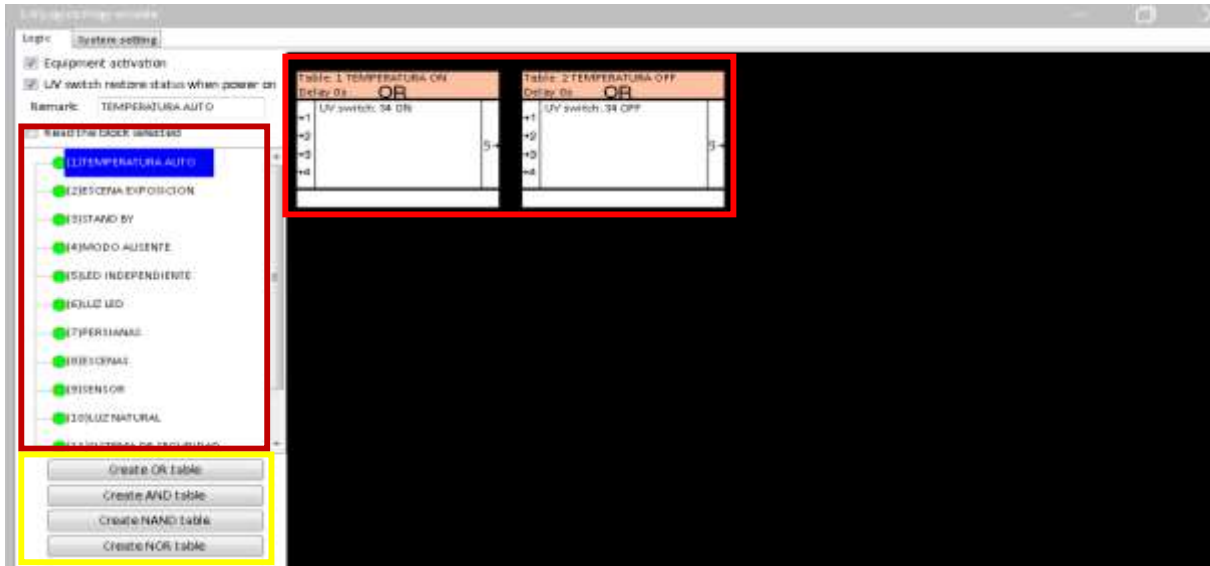 Logic System setting
Equipment activation
UV switch restore status when power on
Remark: TEMPERATURA AUTO
Read the block selected
(1)TEMPERATURA AUTO
(2)ESCENA EXPOSICION
(3)STAND BY
(4)MODO AUSENTE
(5)LED INDEPENDIENTE
(6)LUZ LED
(7)PERSIANAS
(8)ESCENAS
(9)SENSOR
(10)LUZ NATURAL
(11)SISTEMA DE SEGURIDAD
Create OR table
Create AND table
Create NAND table
Create NOR table
Table: 1 TEMPERATURA ON
Delay 0s OR
UV switch: 34 ON
→1
→2
→3
→4
5→
Table: 2 TEMPERATURA OFF
Delay 0s OR
UV switch: 34 OFF
→1
→2
→3
→4
5→